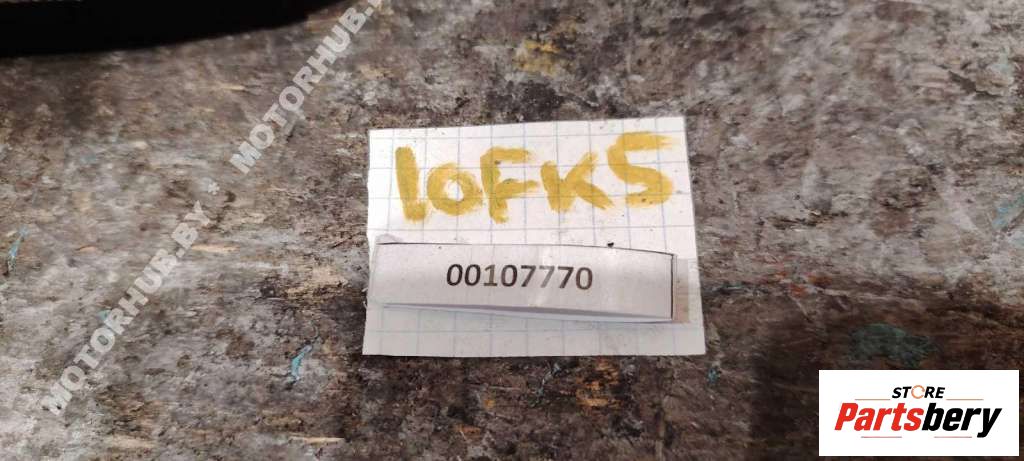 MOTORHUB.BY * MOTORHUB.BY
10FK5
00107770
STORE
Partsbery